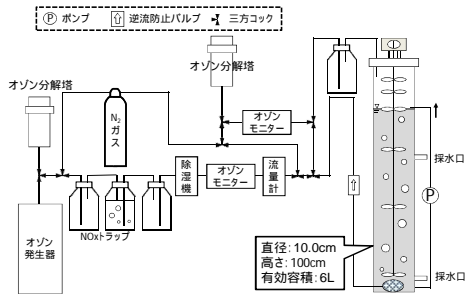 Ⓟ ポンプ 逆流防止バルブ 三方コック
オゾン分解塔
オゾン分解塔
N2
ガス
オゾン
モニター
除湿機
オゾン
モニター
流量計
採水口
P
NOxトラップ
オゾン
発生器
直径: 10.0cm
高さ: 100cm
有効容積: 6L
採水口